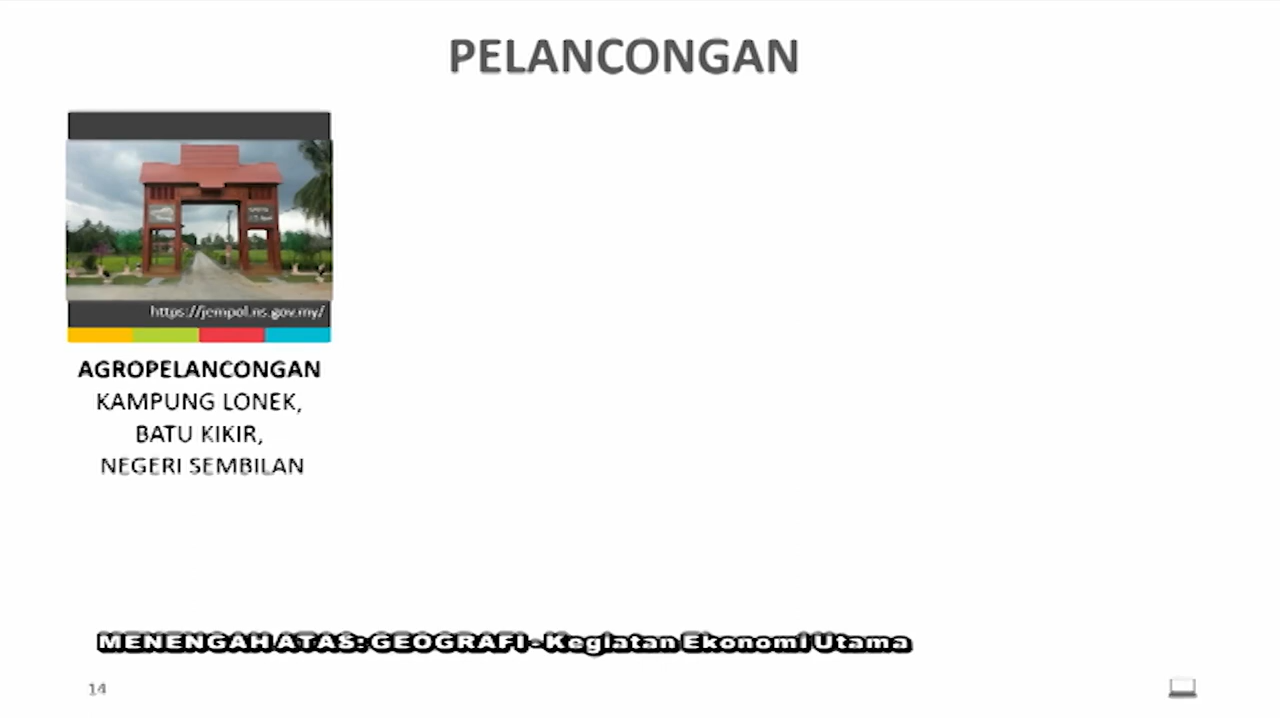 PELANCONGAN
https://jempol.ns.gov.my/
AGROPELANCONGAN
KAMPUNG LONEK,
BATU KIKIR,
NEGERI SEMBILAN
MENENGAH ATAS: GEOGRAFI - Kegiatan Ekonomi Utama
14